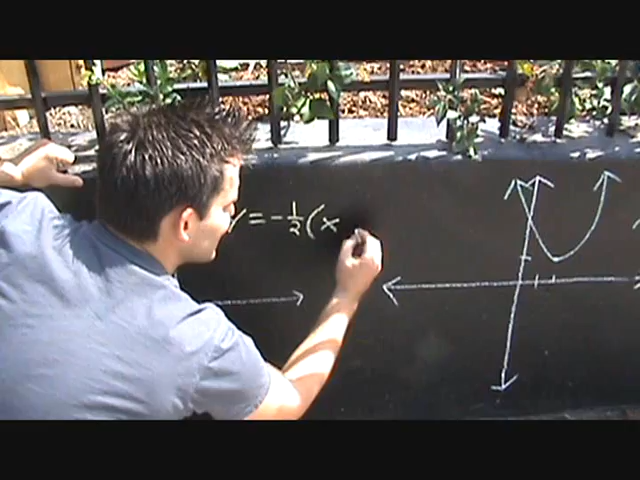 y = -1/2(x